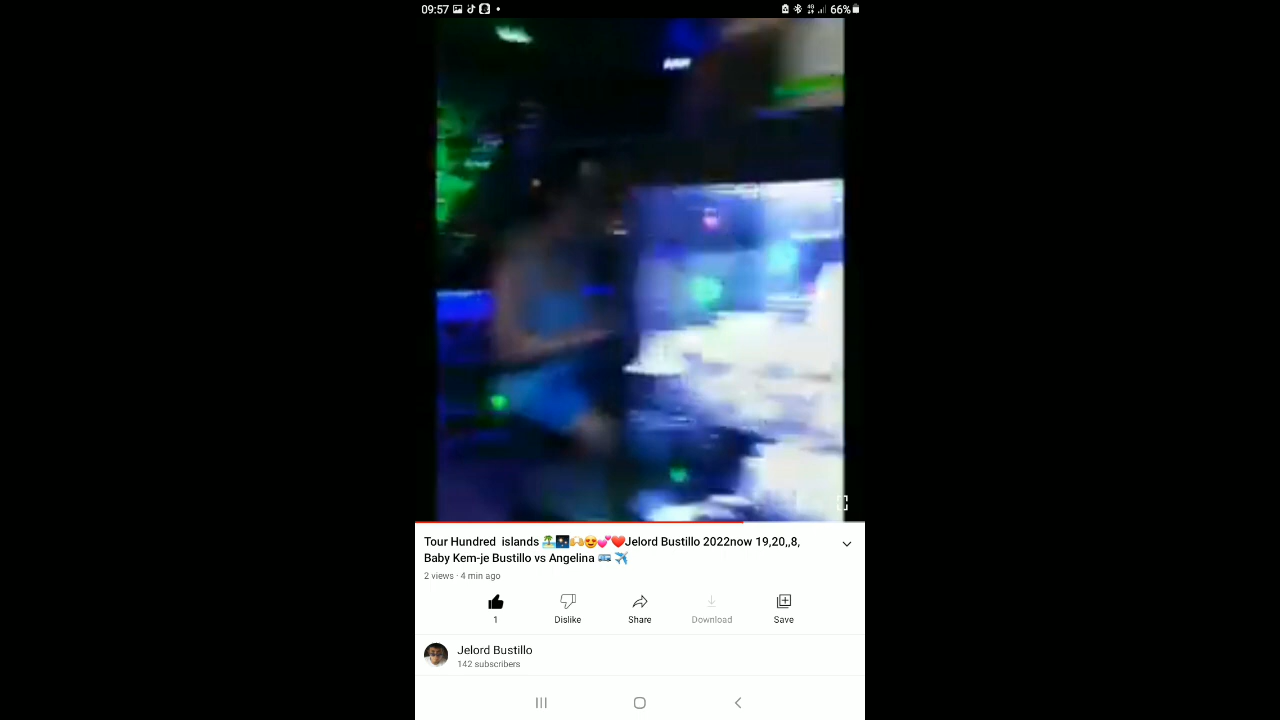 09:57
4G
66%
Tour Hundred islands 🏝️🎆🙌😍💕❤️Jelord Bustillo 2022now 19,20,,8,
Baby Kem-je Bustillo vs Angelina 🚌 ✈️
2 views · 4 min ago
1
Dislike
Share
Download
Save
Jelord Bustillo
142 subscribers